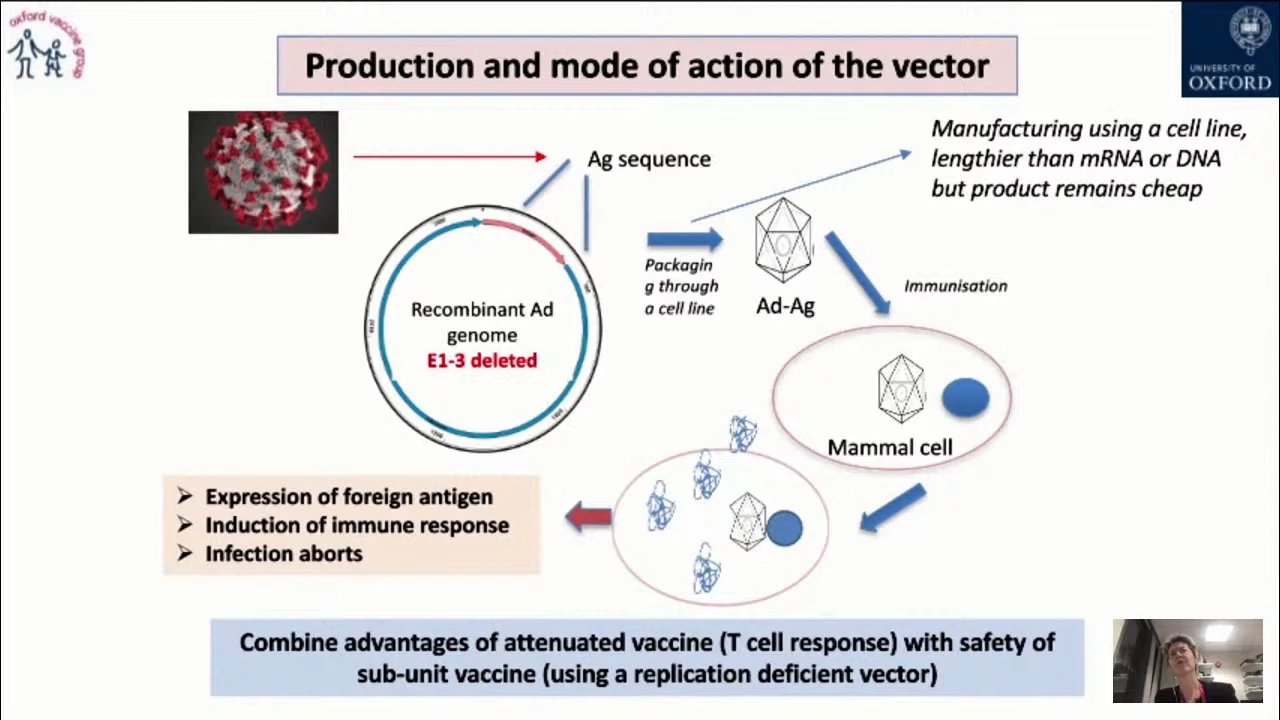 oxford vaccine group
Production and mode of action of the vector
UNIVERSITY OF
OXFORD
Ag sequence
Manufacturing using a cell line,
lengthier than mRNA or DNA
but product remains cheap
Recombinant Ad
genome
E1-3 deleted
Packagin
g through
a cell line
Ad-Ag
Immunisation
Mammal cell
➢ Expression of foreign antigen
➢ Induction of immune response
➢ Infection aborts
Combine advantages of attenuated vaccine (T cell response) with safety of
sub-unit vaccine (using a replication deficient vector)